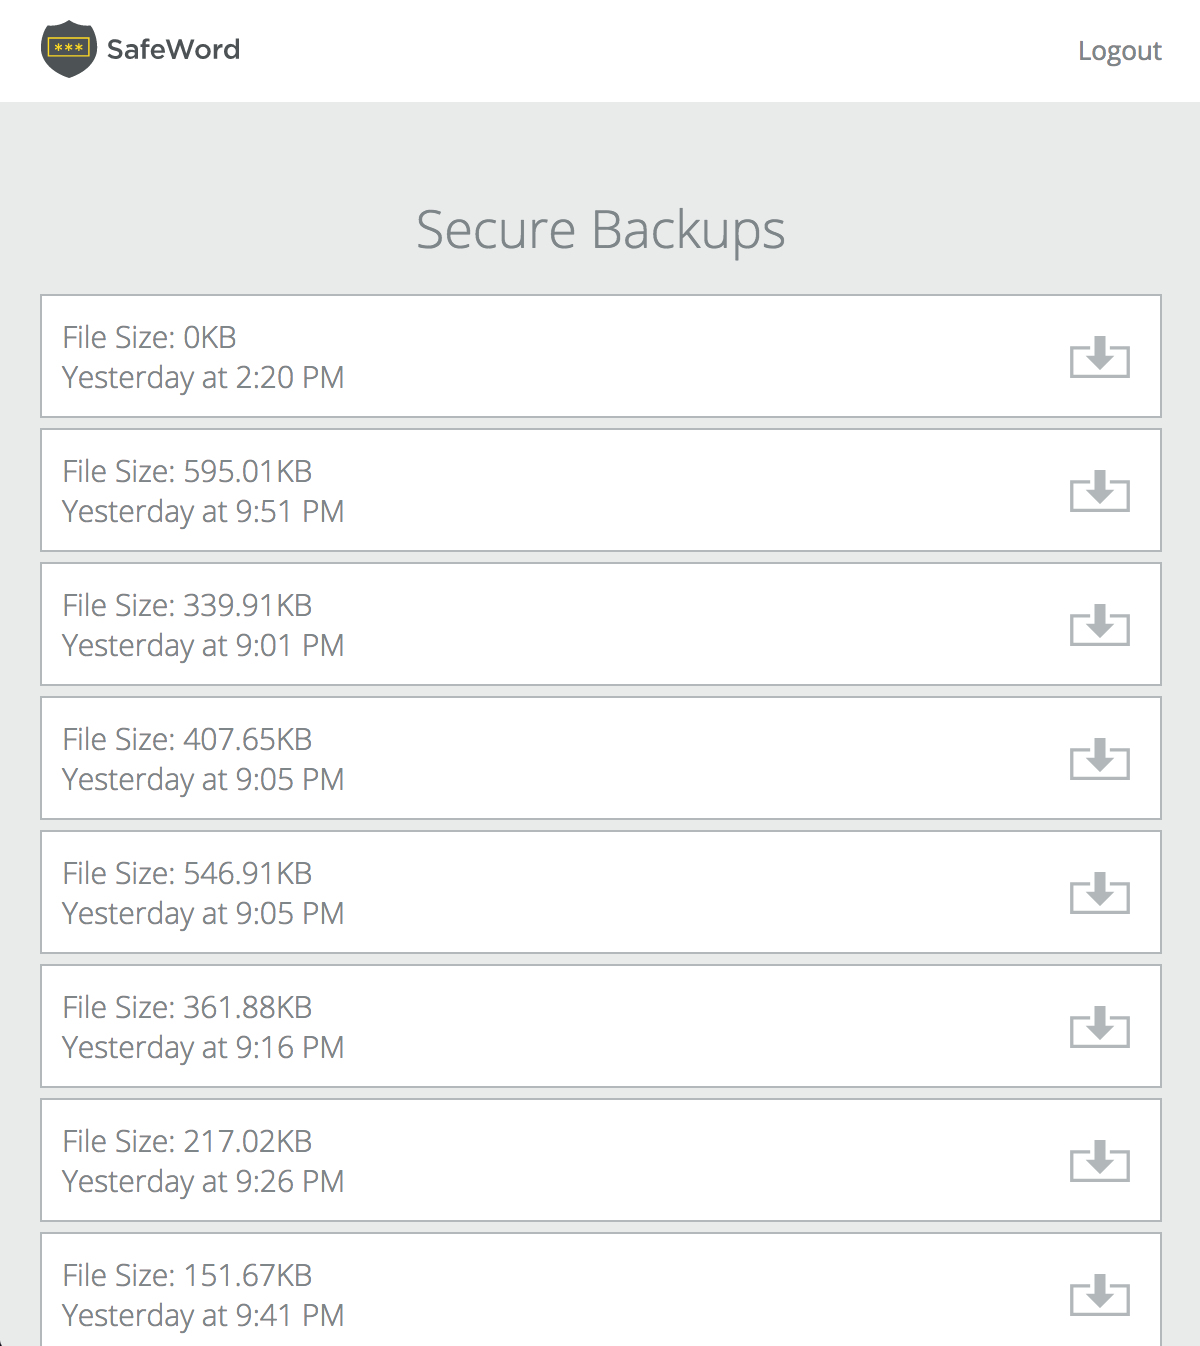 ***
SafeWord
Logout
Secure Backups
File Size: 0KB
Yesterday at 2:20 PM
File Size: 595.01KB
Yesterday at 9:51 PM
File Size: 339.91KB
Yesterday at 9:01 PM
File Size: 407.65KB
Yesterday at 9:05 PM
File Size: 546.91KB
Yesterday at 9:05 PM
File Size: 361.88KB
Yesterday at 9:16 PM
File Size: 217.02KB
Yesterday at 9:26 PM
File Size: 151.67KB
Yesterday at 9:41 PM